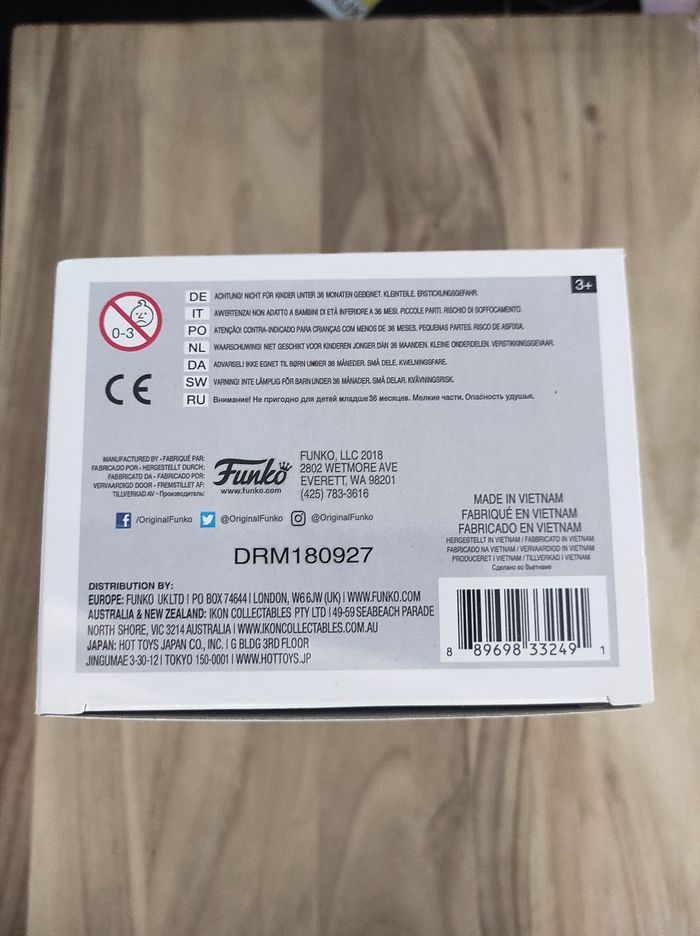 3+
0-3
DE ACHTUNG! NICHT FÜR KINDER UNTER 36 MONATEN GEEIGNET. KLEINTEILE. ERSTICKUNGSGEFAHR.
IT AWERTENZA! NON ADATTO A BAMBINI DI ETÀ INFERIORE A 36 MESI. PICCOLE PARTI. RISCHIO DI SOFFOCAMENTO.
PO ATENÇÃO! CONTRA-INDICADO PARA CRIANÇAS COM MENOS DE 36 MESES. PEQUENAS PARTES. RISCO DE ASFIXIA.
NL WAARSCHUWING! NIET GESCHIKT VOOR KINDEREN JONGER DAN 36 MAANDEN. KLEINE ONDERDELEN. VERSTIKKINGSGEVAAR.
DA ADVARSEL! IKKE EGNET TIL BØRN UNDER 36 MÅNEDER. SMÅ DELE. KVÆLNINGSFARE.
SW VARNING! INTE LÄMPLIG FÖR BARN UNDER 36 MÅNADER. SMÅ DELAR. KVÄVNINGSRISK.
RU Внимание! Не пригодно для детей младше 36 месяцев. Мелкие части. Опасность удушья.
CE
MANUFACTURED BY • FABRIQUÉ PAR:
FABRICADO POR • HERGESTELLT DURCH:
FABBRICATO DA • FABRICADO POR:
VERVAARDIGD DOOR • FREMSTILLET AF:
TILLVERKAD AV • Производитель:
Funko
www.funko.com
FUNKO, LLC 2018
2802 WETMORE AVE
EVERETT, WA 98201
(425) 783-3616
/OriginalFunko @OriginalFunko @OriginalFunko
DRM180927
MADE IN VIETNAM
FABRIQUÉ EN VIETNAM
FABRICADO EN VIETNAM
HERGESTELLT IN VIETNAM / FABBRICATO IN VIETNAM
FABRICADO NA VIETNAM / VERVAARDIGD IN VIETNAM
PRODUCERET I VIETNAM / TILLVERKAD I VIETNAM
Сделано во Вьетнаме
DISTRIBUTION BY:
EUROPE: FUNKO UK LTD | PO BOX 74644 | LONDON, W6 6JW (UK) | WWW.FUNKO.COM
AUSTRALIA & NEW ZEALAND: IKON COLLECTABLES PTY LTD | 49-59 SEABEACH PARADE
NORTH SHORE, VIC 3214 AUSTRALIA | WWW.IKONCOLLECTABLES.COM.AU
JAPAN: HOT TOYS JAPAN CO., INC. | G BLDG 3RD FLOOR
JINGUMAE 3-30-12 | TOKYO 150-0001 | WWW.HOTTOYS.JP
8 89698 33249 1